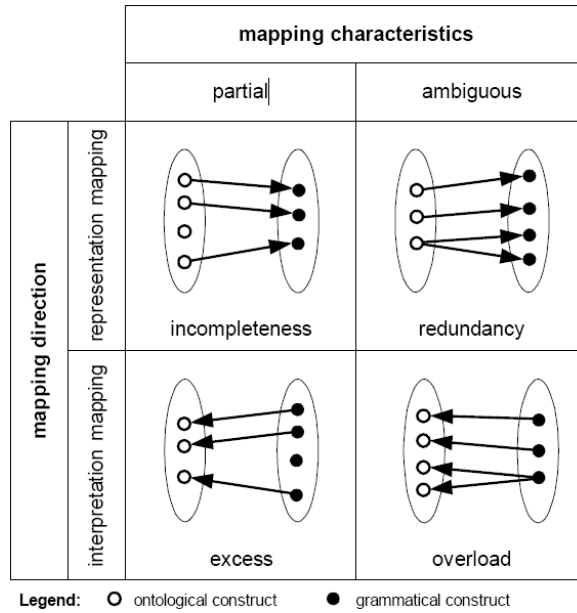 mapping characteristics
partial
ambiguous
mapping direction
representation mapping
incompleteness
redundancy
interpretation mapping
excess
overload
Legend: ontological construct grammatical construct